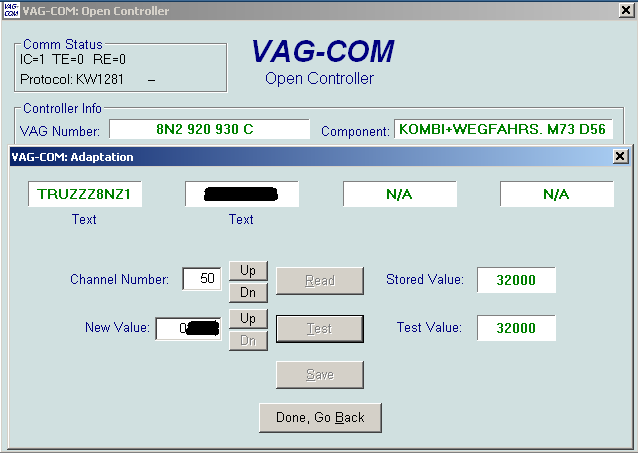 VAG-COM VAG-COM: Open Controller
Comm Status
IC=1 TE=0 RE=0
Protocol: KW1281 –
VAG-COM
Open Controller
Controller Info
VAG Number: 8N2 920 930 C Component: KOMBI+WEGFAHRS. M73 D56
VAG-COM: Adaptation
TRUZZZ8NZ1 N/A N/A
Text Text
Channel Number: 50 Up Dn Read Stored Value: 32000
New Value: 0 Up Dn Test Test Value: 32000
Save
Done, Go Back